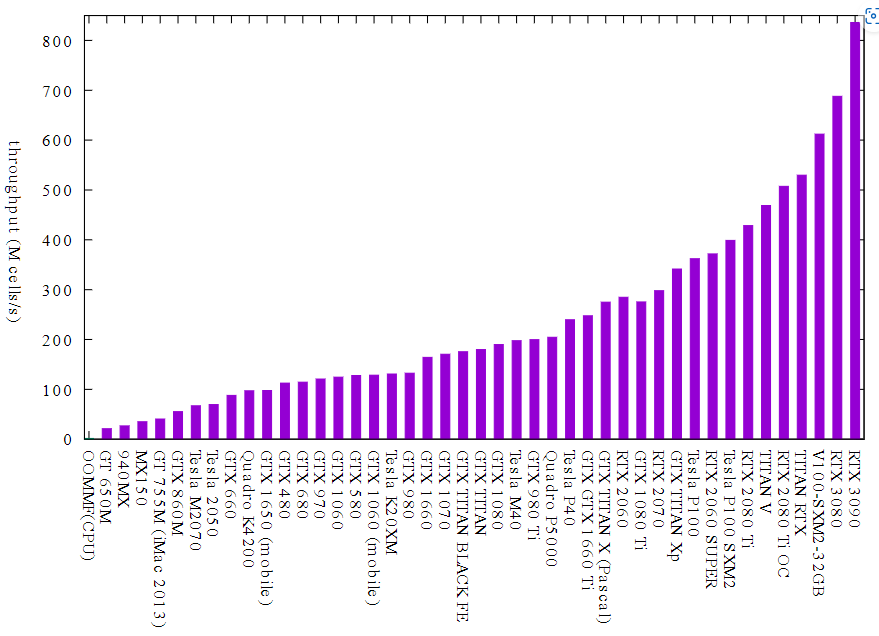 throughput (M cells/s)
800
700
600
500
400
300
200
100
0
OOMMF(CPU)
GT 650M
940MX
MX150
GT 755M (iMac 2013)
GTX 860M
Tesla M2070
Tesla 2050
GTX 660
Quadro K4200
GTX 1650 (mobile)
GTX 480
GTX 680
GTX 970
GTX 1060
GTX 580
GTX 1060 (mobile)
Tesla K20XM
GTX 980
GTX 1660
GTX 1070
GTX TITAN BLACK FE
GTX TITAN
GTX 1080
Tesla M40
GTX 980 Ti
Quadro P5000
Tesla P40
GTX GTX 1660 Ti
GTX TITAN X (Pascal)
RTX 2060
GTX 1080 Ti
RTX 2070
GTX TITAN Xp
Tesla P100
RTX 2060 SUPER
Tesla P100 SXM2
RTX 2080 Ti
TITAN V
RTX 2080 Ti OC
TITAN RTX
V100-SXM2-32GB
RTX 3080
RTX 3090